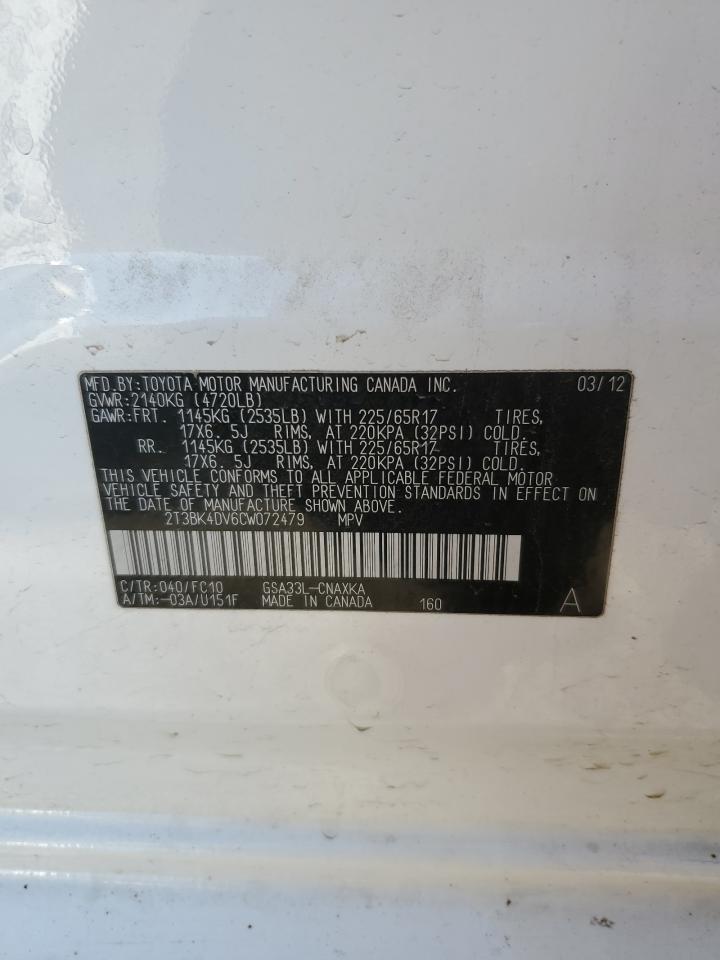 MFD.BY:TOYOTA MOTOR MANUFACTURING CANADA INC. 03/12
GVWR:2140KG (4720LB)
GAWR:FRT. 1145KG (2535LB) WITH 225/65R17 TIRES,
17X6. 5J RIMS, AT 220KPA (32PSI) COLD.
RR. 1145KG (2535LB) WITH 225/65R17 TIRES,
17X6. 5J RIMS, AT 220KPA (32PSI) COLD.
THIS VEHICLE CONFORMS TO ALL APPLICABLE FEDERAL MOTOR
VEHICLE SAFETY AND THEFT PREVENTION STANDARDS IN EFFECT ON
THE DATE OF MANUFACTURE SHOWN ABOVE.
2T3BK4DV6CW072479 MPV
C/TR:040/FC10 GSA33L-CNAXKA
A/TM:-03A/U151F MADE IN CANADA 160 A